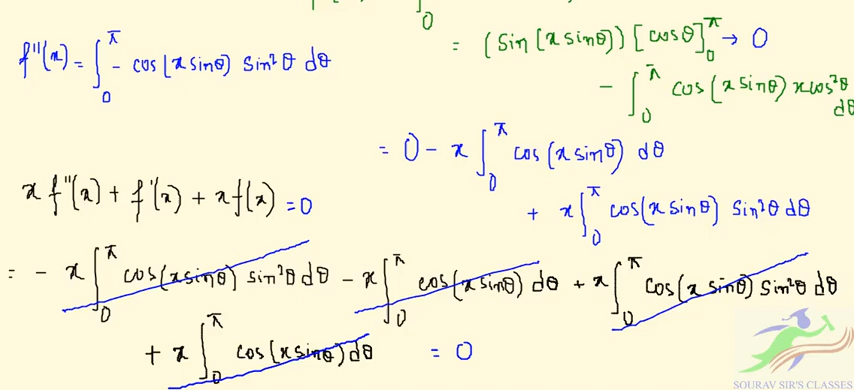 f''(x) = ∫₀^π - cos(x sinθ) sin²θ dθ
= (sin(x sinθ)) [cosθ]₀^π → 0
- ∫₀^π cos(x sinθ) x cos²θ dθ
= 0 - x ∫₀^π cos(x sinθ) dθ
+ x ∫₀^π cos(x sinθ) sin²θ dθ
x f''(x) + f'(x) + x f(x) = 0
= - x ∫₀^π cos(x sinθ) sin²θ dθ - x ∫₀^π cos(x sinθ) dθ + x ∫₀^π cos(x sinθ) sin²θ dθ
+ x ∫₀^π cos(x sinθ) dθ = 0
SOURAV SIR'S CLASSES